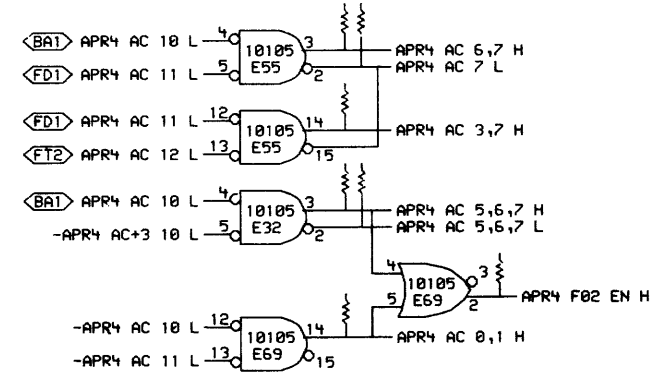 BA1 APR4 AC 10 L 4 10105 3 APR4 AC 6,7 H
FD1 APR4 AC 11 L 5 E55 2 APR4 AC 7 L
FD1 APR4 AC 11 L 12 10105 14 APR4 AC 3,7 H
FT2 APR4 AC 12 L 13 E55 15
BA1 APR4 AC 10 L 4 10105 3 APR4 AC 5,6,7 H
-APR4 AC+3 10 L 5 E32 2 APR4 AC 5,6,7 L
4 10105 3
5 E69 2 APR4 F02 EN H
-APR4 AC 10 L 12 10105 14 APR4 AC 0,1 H
-APR4 AC 11 L 13 E69 15